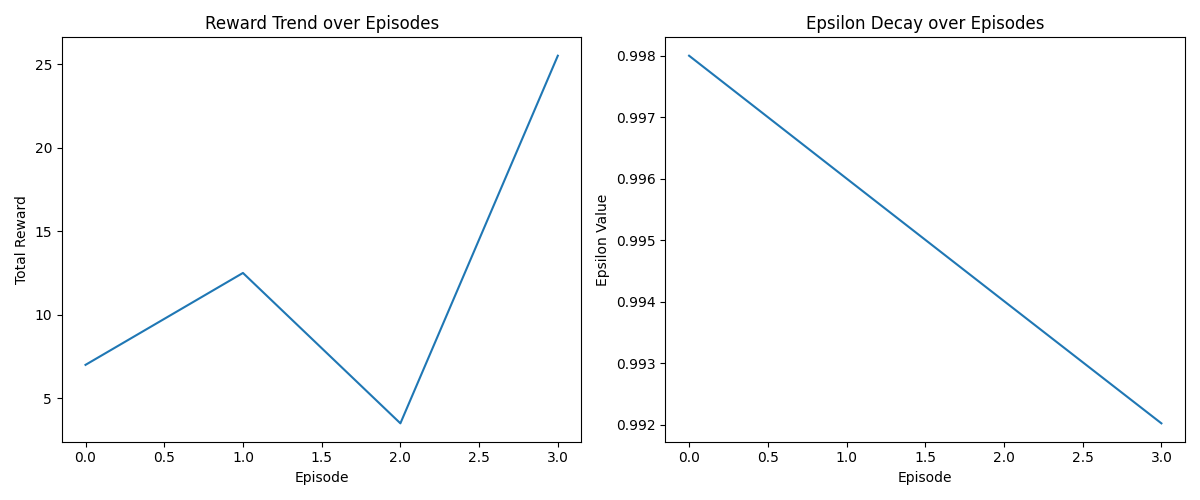 Reward Trend over Episodes
25
20
15
10
5
Total Reward
0.0 0.5 1.0 1.5 2.0 2.5 3.0
Episode
Epsilon Decay over Episodes
0.998
0.997
0.996
0.995
0.994
0.993
0.992
Epsilon Value
0.0 0.5 1.0 1.5 2.0 2.5 3.0
Episode